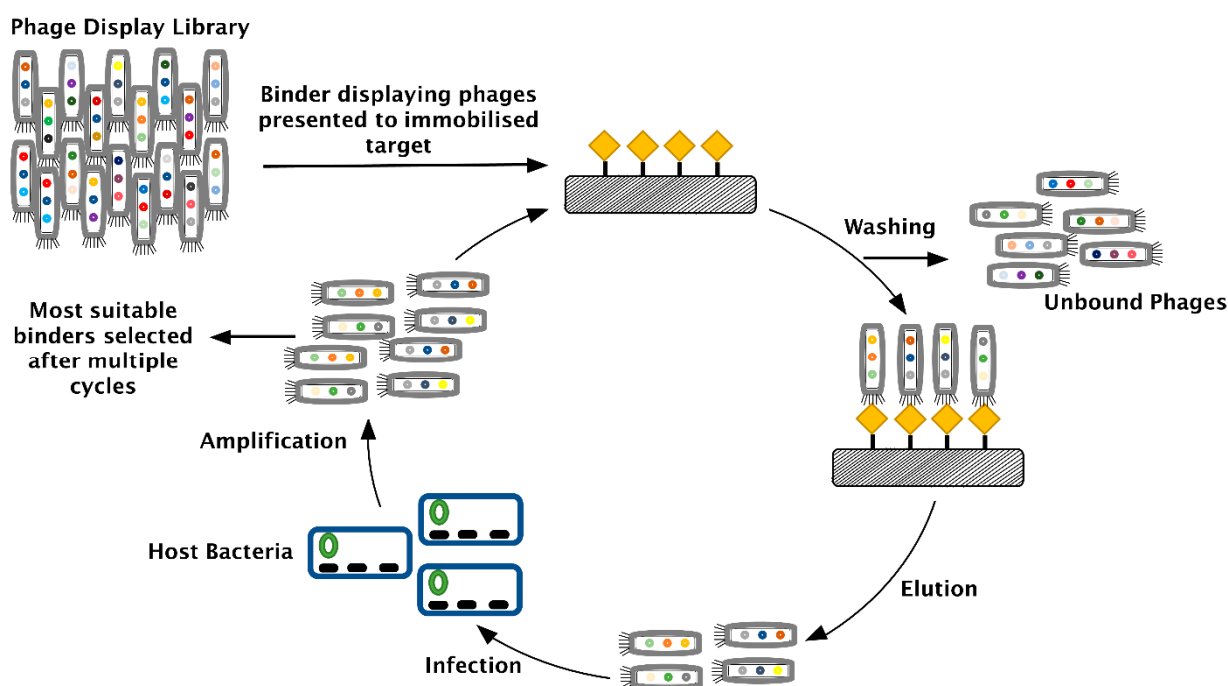 Phage Display Library
Binder displaying phages
presented to immobilised
target
Washing
Unbound Phages
Most suitable
binders selected
after multiple
cycles
Amplification
Host Bacteria
Elution
Infection